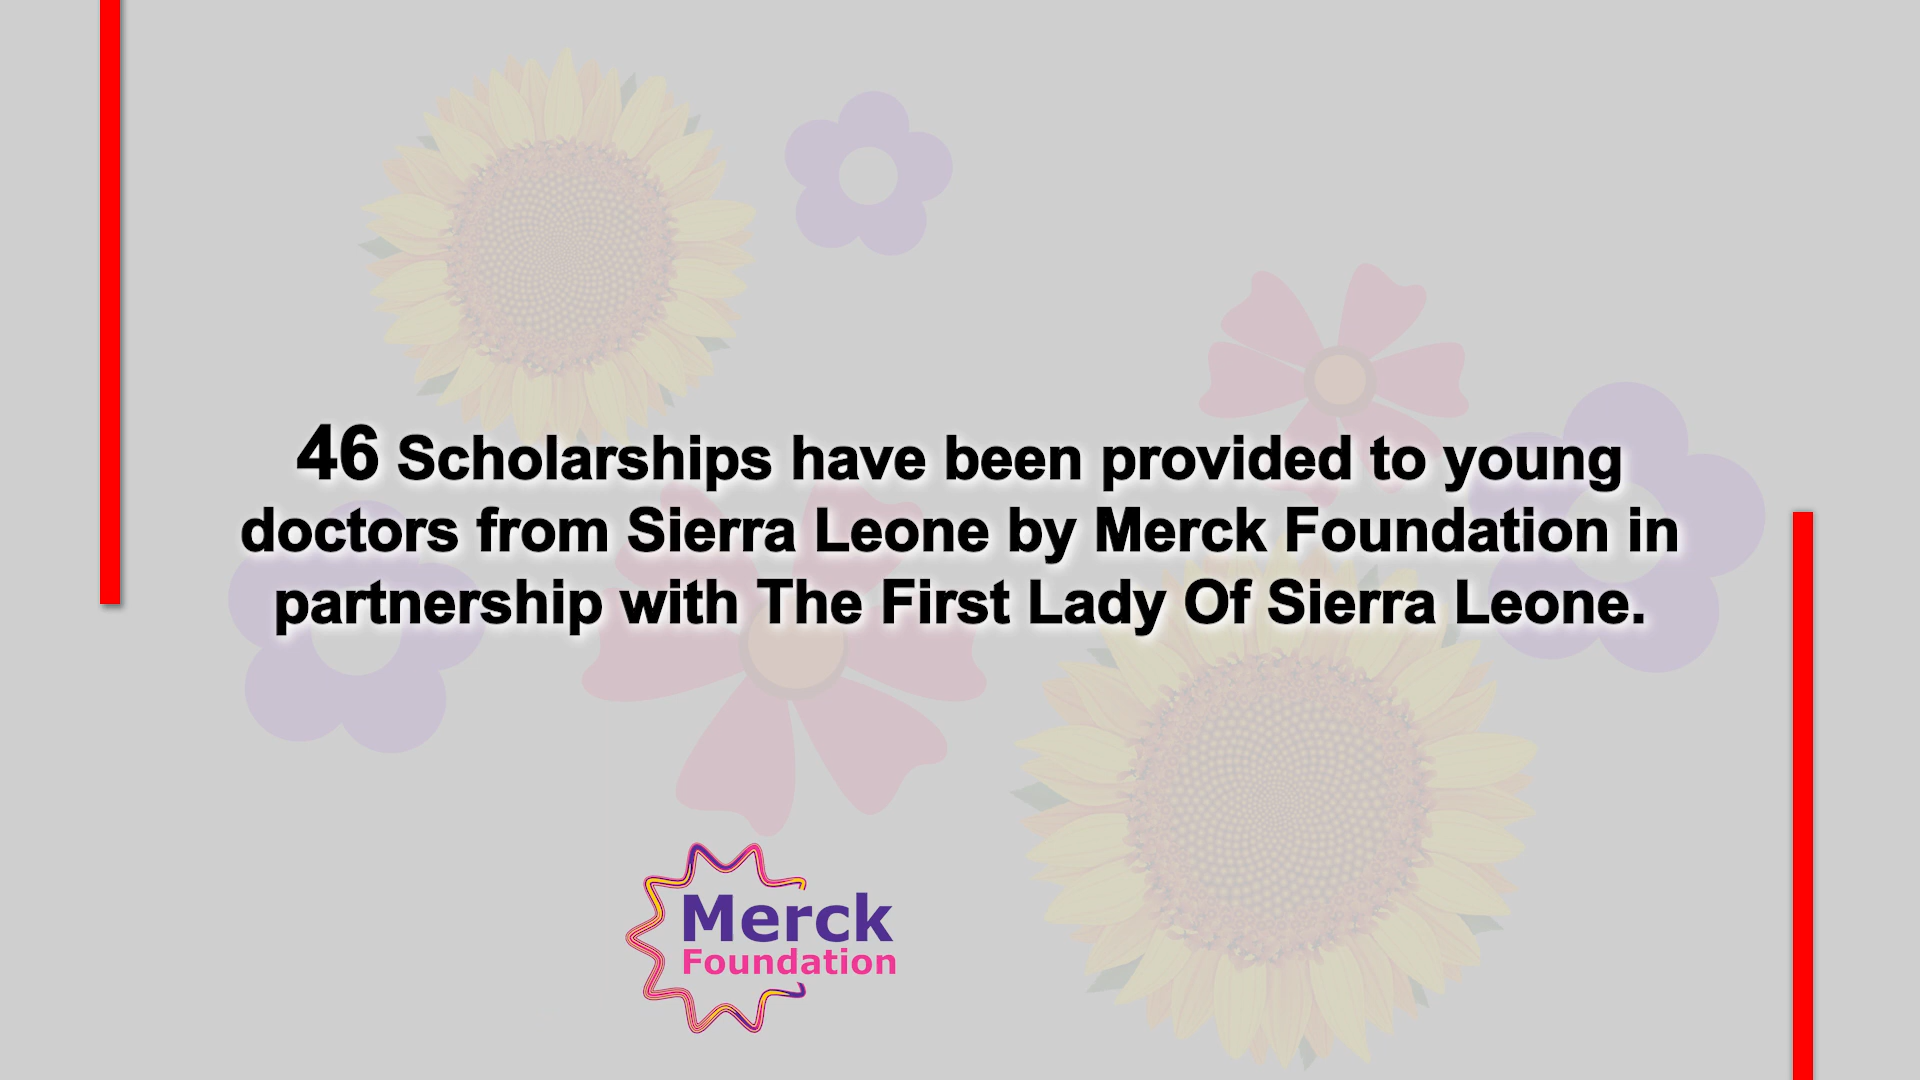 46 Scholarships have been provided to young
doctors from Sierra Leone by Merck Foundation in
partnership with The First Lady Of Sierra Leone.
Merck
Foundation